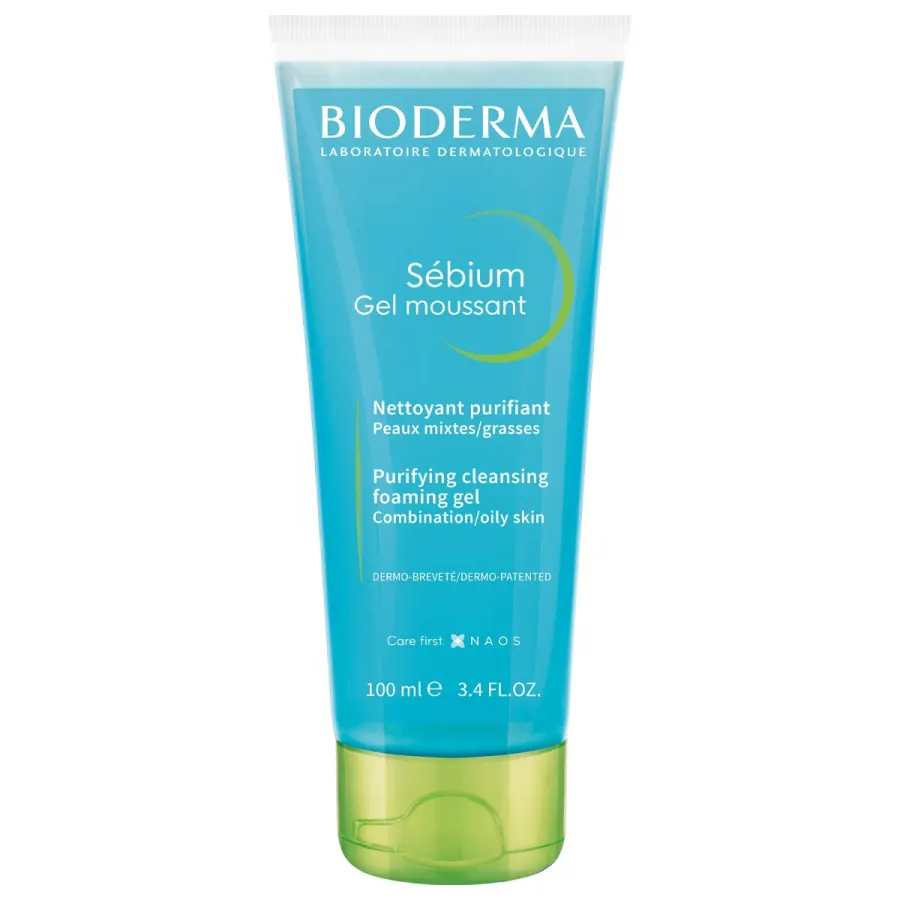 BIODERMA
LABORATOIRE DERMATOLOGIQUE
Sébium
Gel moussant
Nettoyant purifiant
Peaux mixtes/grasses
Purifying cleansing
foaming gel
Combination/oily skin
DERMO-BREVETÉ/DERMO-PATENTED
Care first. NAOS
100 ml ℮ 3.4 FL.OZ.